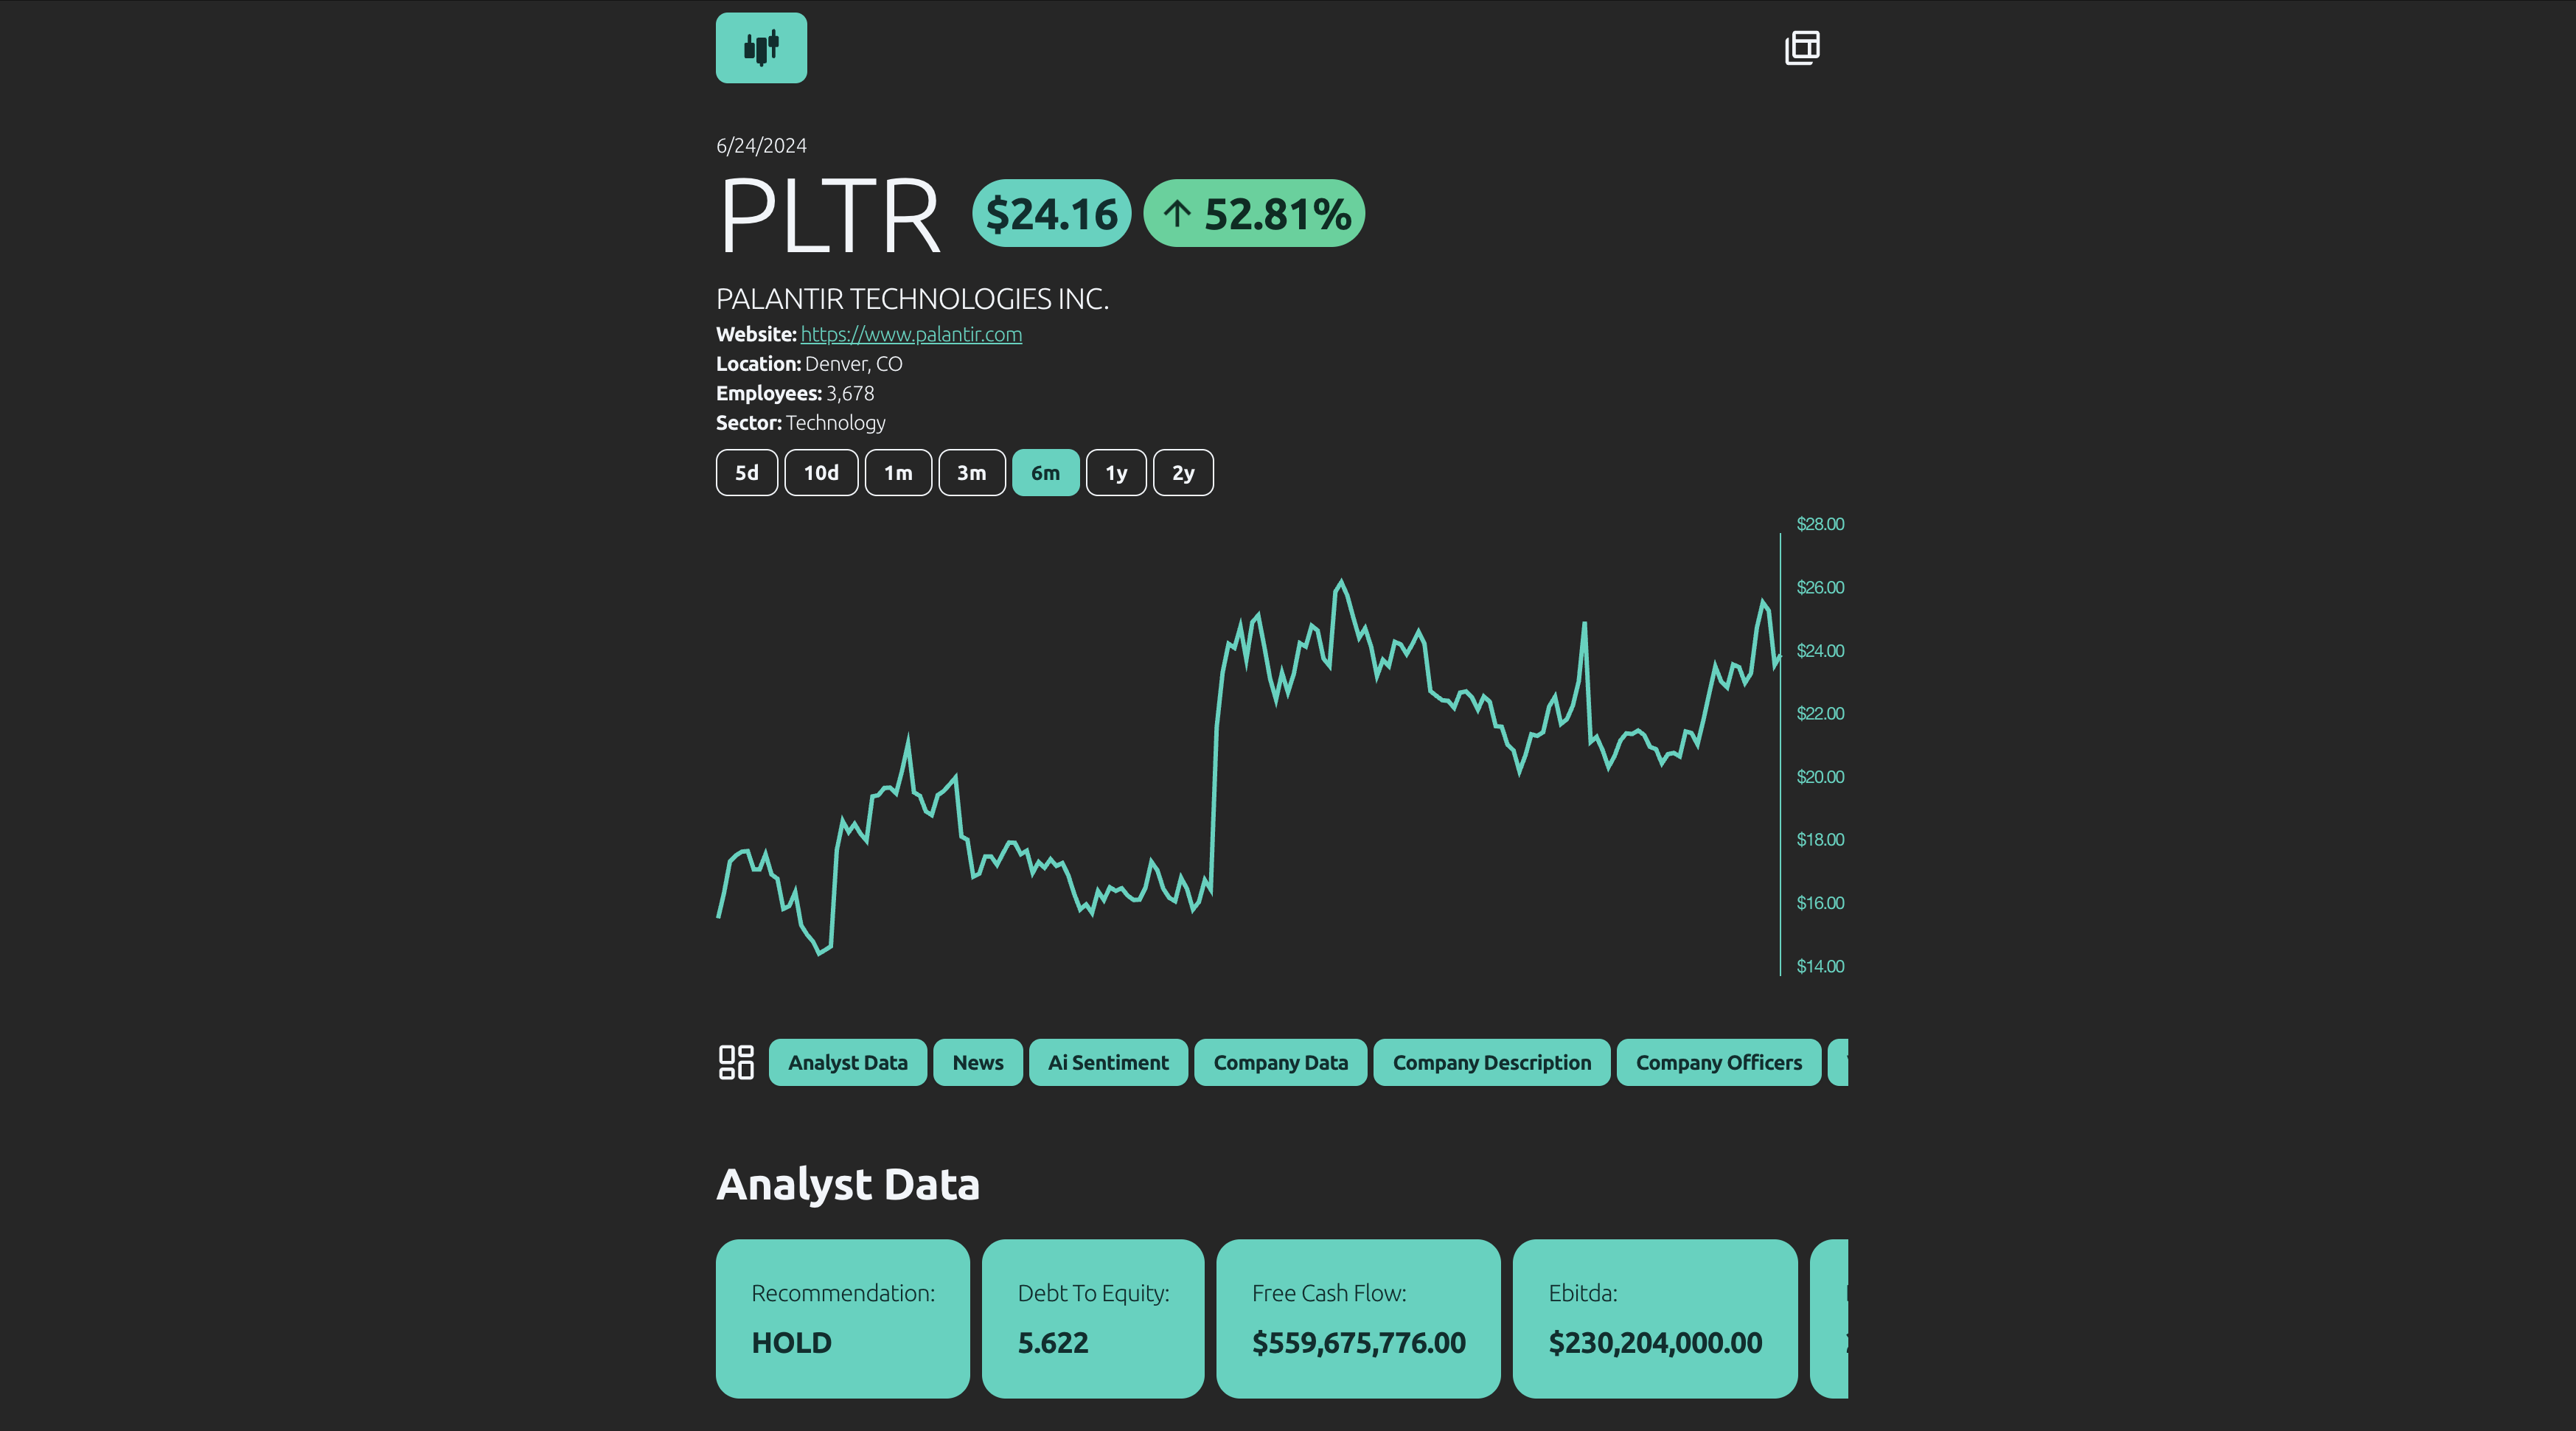 6/24/2024
PLTR $24.16 ↑ 52.81%
PALANTIR TECHNOLOGIES INC.
Website: https://www.palantir.com
Location: Denver, CO
Employees: 3,678
Sector: Technology
5d 10d 1m 3m 6m 1y 2y
$28.00
$26.00
$24.00
$22.00
$20.00
$18.00
$16.00
$14.00
Analyst Data News Ai Sentiment Company Data Company Description Company Officers
Analyst Data
Recommendation: Debt To Equity: Free Cash Flow: Ebitda:
HOLD 5.622 $559,675,776.00 $230,204,000.00